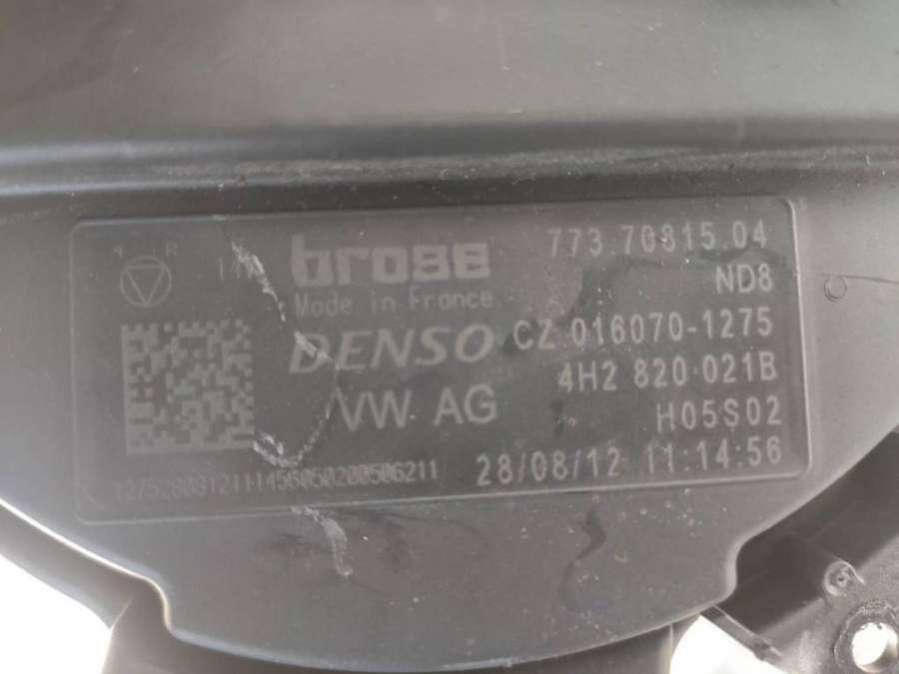 brose 773.70815.04
Made in France ND8
DENSO CZ 016070-1275
4H2 820 021B
VW AG H05S02
28/08/12 11:14:56